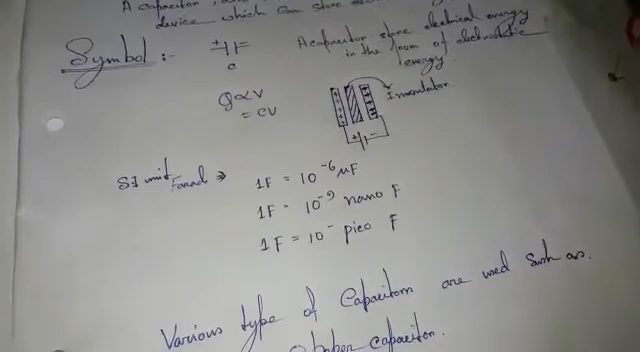 A capacitor
device which can store
Symbol :-
+ -
C
A capacitor store electrical energy
in the form of electrostatic
energy.
Q α V
= CV
Insulator.
+ -
SI unit Farad →
1F = 10⁻⁶ μF
1F = 10⁻⁹ nano F
1F = 10⁻ pico F
Various type of Capacitors are used such as.
paper capacitor.